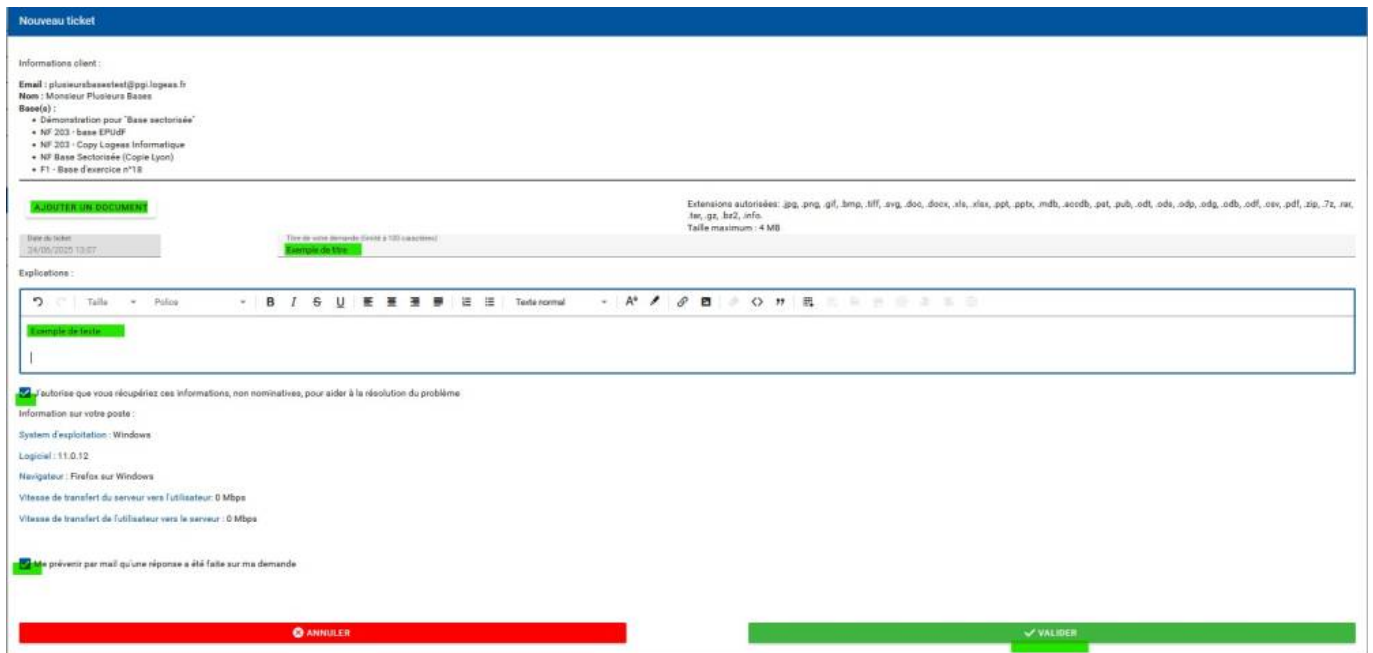 Nouveau ticket
Informations client :
Email : plusieursbasestest@pgi.logeas.fr
Nom : Monsieur Plusieurs Bases
Base(s) :
• Démonstration pour "Base sectorisée"
• NF 203 - base EPUdF
• NF 203 - Copy Logeas Informatique
• NF Base Sectorisée (Copie Lyon)
• F1 - Base d'exercice n°18
AJOUTER UN DOCUMENT
Extensions autorisées: .jpg, .png, .gif, .bmp, .tiff, .svg, .doc, .docx, .xls, .xlsx, .ppt, .pptx, .mdb, .accdb, .pst, .pub, .odt, .ods, .odp, .odg, .odb, .odf, .csv, .pdf, .zip, .7z, .rar,
.tar, .gz, .bz2, .info.
Taille maximum : 4 MB
Date du ticket
24/06/2025 13:07
Titre de votre demande (limité à 100 caractères)
Exemple de titre
Explications :
Taille Police B I S U Texte normal
Exemple de texte
J'autorise que vous récupériez ces informations, non nominatives, pour aider à la résolution du problème
Information sur votre poste :
System d'exploitation : Windows
Logiciel : 11.0.12
Navigateur : Firefox sur Windows
Vitesse de transfert du serveur vers l'utilisateur: 0 Mbps
Vitesse de transfert de l'utilisateur vers le serveur : 0 Mbps
Me prévenir par mail qu'une réponse a été faite sur ma demande
ANNULER
VALIDER